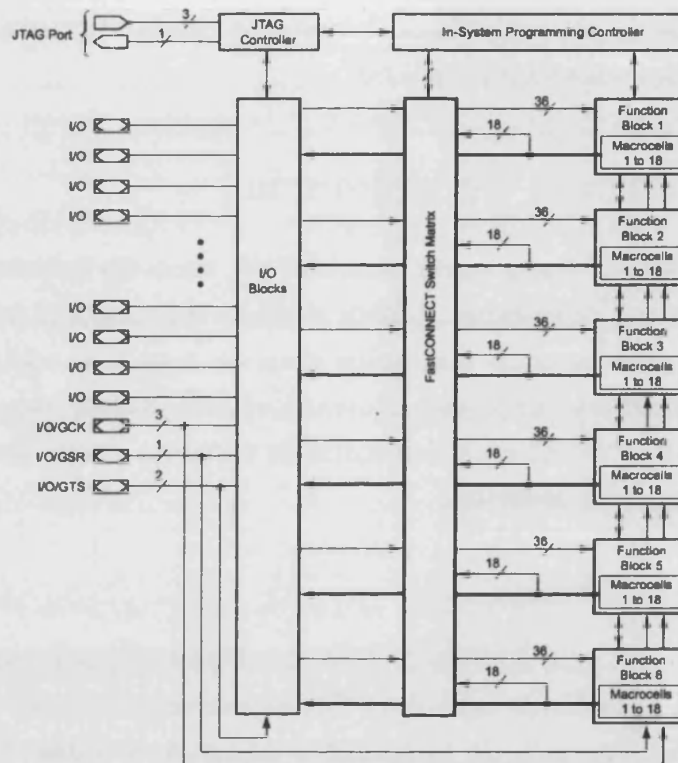 JTAG Port
3
1
JTAG
Controller
In-System Programming Controller
I/O
I/O
I/O
I/O
I/O
I/O
I/O
I/O
I/O/GCK
3
I/O/GSR
1
I/O/GTS
2
I/O
Blocks
FastCONNECT Switch Matrix
36
18
Function
Block 1
Macrocells
1 to 18
36
18
Function
Block 2
Macrocells
1 to 18
36
18
Function
Block 3
Macrocells
1 to 18
36
18
Function
Block 4
Macrocells
1 to 18
36
18
Function
Block 5
Macrocells
1 to 18
36
18
Function
Block 6
Macrocells
1 to 18